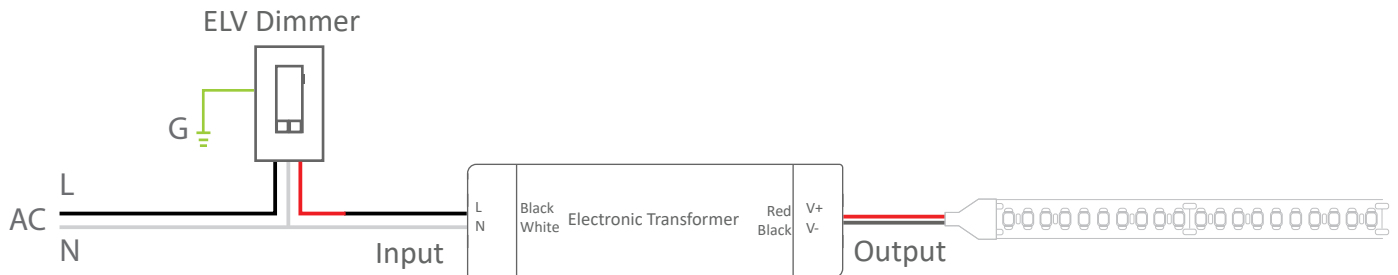 ELV Dimmer
G
L
AC
N
Input
L
N
Black
White
Electronic Transformer
Red
Black
V+
V-
Output